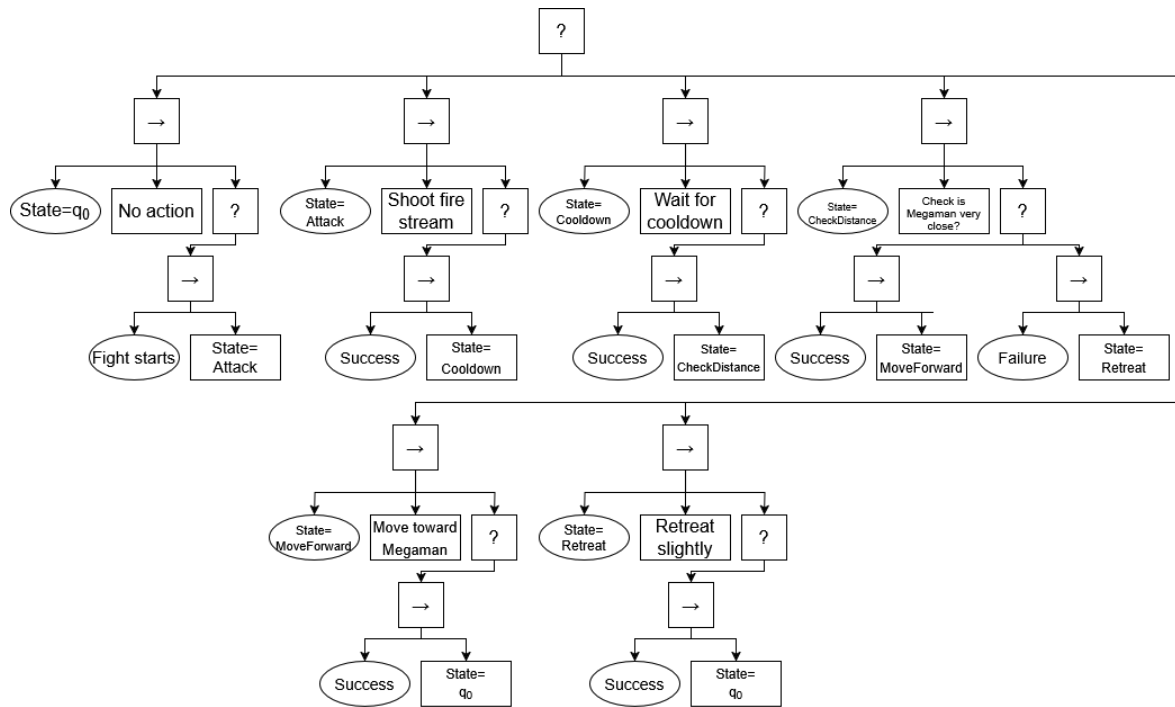 ?
→
→
→
→
State=q0
No action
?
State=
Attack
Shoot fire
stream
?
State=
Cooldown
Wait for
cooldown
?
State=
CheckDistance
Check is
Megaman very
close?
?
→
→
→
→
→
Fight starts
State=
Attack
Success
State=
Cooldown
Success
State=
CheckDistance
Success
State=
MoveForward
Failure
State=
Retreat
→
→
State=
MoveForward
Move toward
Megaman
?
State=
Retreat
Retreat
slightly
?
→
→
Success
State=
q0
Success
State=
q0